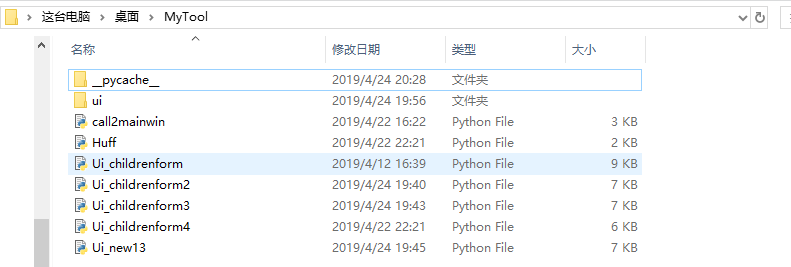 这台电脑 > 桌面 > MyTool
名称 修改日期 类型 大小
__pycache__ 2019/4/24 20:28 文件夹
ui 2019/4/24 19:56 文件夹
call2mainwin 2019/4/22 16:22 Python File 3 KB
Huff 2019/4/22 22:21 Python File 2 KB
Ui_childrenform 2019/4/12 16:39 Python File 9 KB
Ui_childrenform2 2019/4/24 19:40 Python File 7 KB
Ui_childrenform3 2019/4/24 19:43 Python File 7 KB
Ui_childrenform4 2019/4/22 22:21 Python File 6 KB
Ui_new13 2019/4/24 19:45 Python File 7 KB